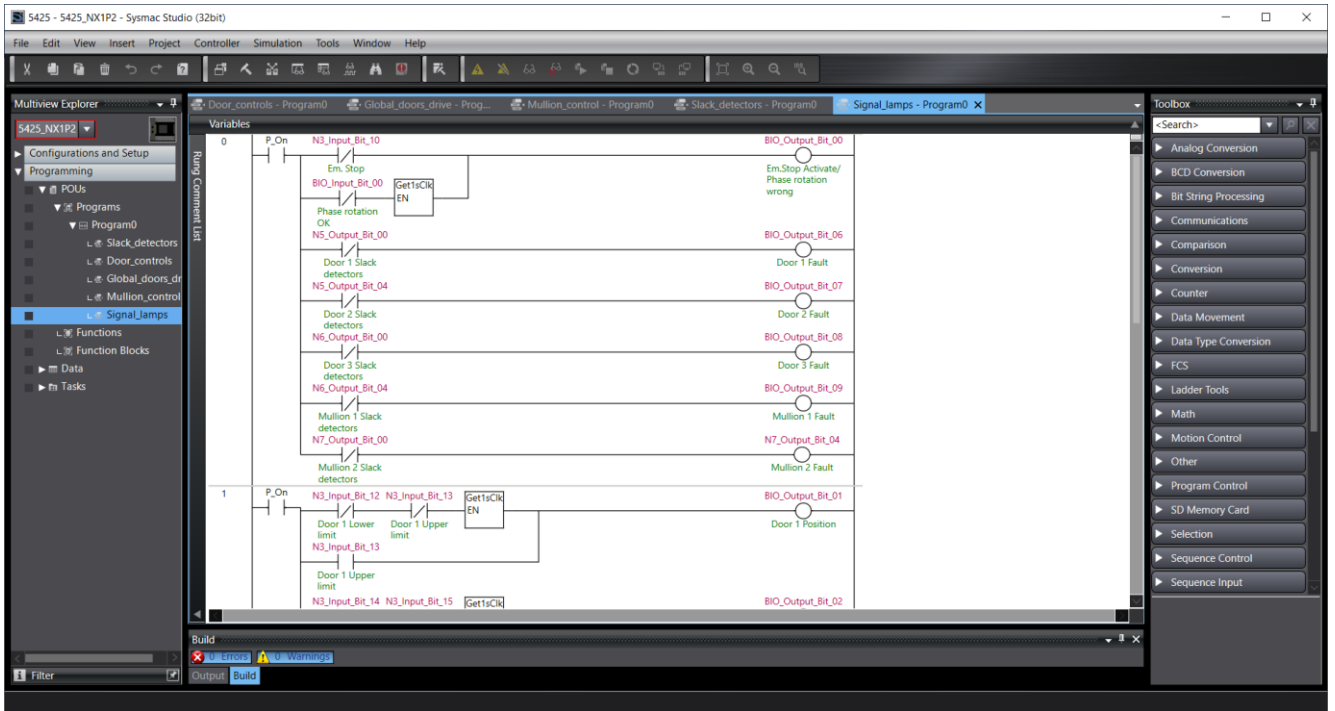 5425 - 5425_NX1P2 - Sysmac Studio (32bit)
File Edit View Insert Project Controller Simulation Tools Window Help
Multiview Explorer
5425_NX1P2
Configurations and Setup
Programming
POUs
Programs
Program0
Slack_detectors
Door_controls
Global_doors_dr
Mullion_control
Signal_lamps
Functions
Function Blocks
Data
Tasks
Filter
Door_controls - Program0 Global_doors_drive - Prog... Mullion_control - Program0 Slack_detectors - Program0 Signal_lamps - Program0
Variables
Rung Comment List
0 P_On N3_Input_Bit_10 BIO_Output_Bit_00
Em. Stop Em.Stop Activate/
Phase rotation
wrong
BIO_Input_Bit_00 Get1sClk
EN
Phase rotation
OK
N5_Output_Bit_00 BIO_Output_Bit_06
Door 1 Slack Door 1 Fault
detectors
N5_Output_Bit_04 BIO_Output_Bit_07
Door 2 Slack Door 2 Fault
detectors
N6_Output_Bit_00 BIO_Output_Bit_08
Door 3 Slack Door 3 Fault
detectors
N6_Output_Bit_04 BIO_Output_Bit_09
Mullion 1 Slack Mullion 1 Fault
detectors
N7_Output_Bit_00 N7_Output_Bit_04
Mullion 2 Slack Mullion 2 Fault
detectors
1 P_On N3_Input_Bit_12 N3_Input_Bit_13 Get1sClk BIO_Output_Bit_01
EN
Door 1 Lower Door 1 Upper Door 1 Position
limit limit
N3_Input_Bit_13
Door 1 Upper
limit
N3_Input_Bit_14 N3_Input_Bit_15 Get1sClk BIO_Output_Bit_02
Build
0 Errors 0 Warnings
Output Build
Toolbox
<Search>
Analog Conversion
BCD Conversion
Bit String Processing
Communications
Comparison
Conversion
Counter
Data Movement
Data Type Conversion
FCS
Ladder Tools
Math
Motion Control
Other
Program Control
SD Memory Card
Selection
Sequence Control
Sequence Input